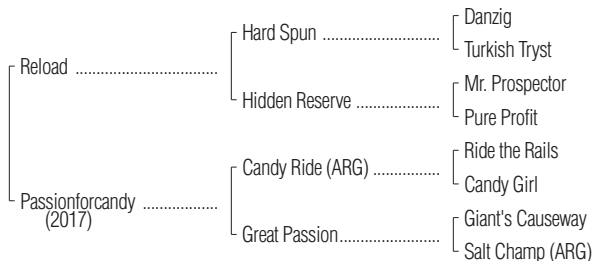 Danzig
Hard Spun ........................
Turkish Tryst
Reload .................................
Mr. Prospector
Hidden Reserve .................
Pure Profit
Ride the Rails
Candy Ride (ARG) .............
Candy Girl
Passionforcandy .................
(2017)
Giant's Causeway
Great Passion....................
Salt Champ (ARG)